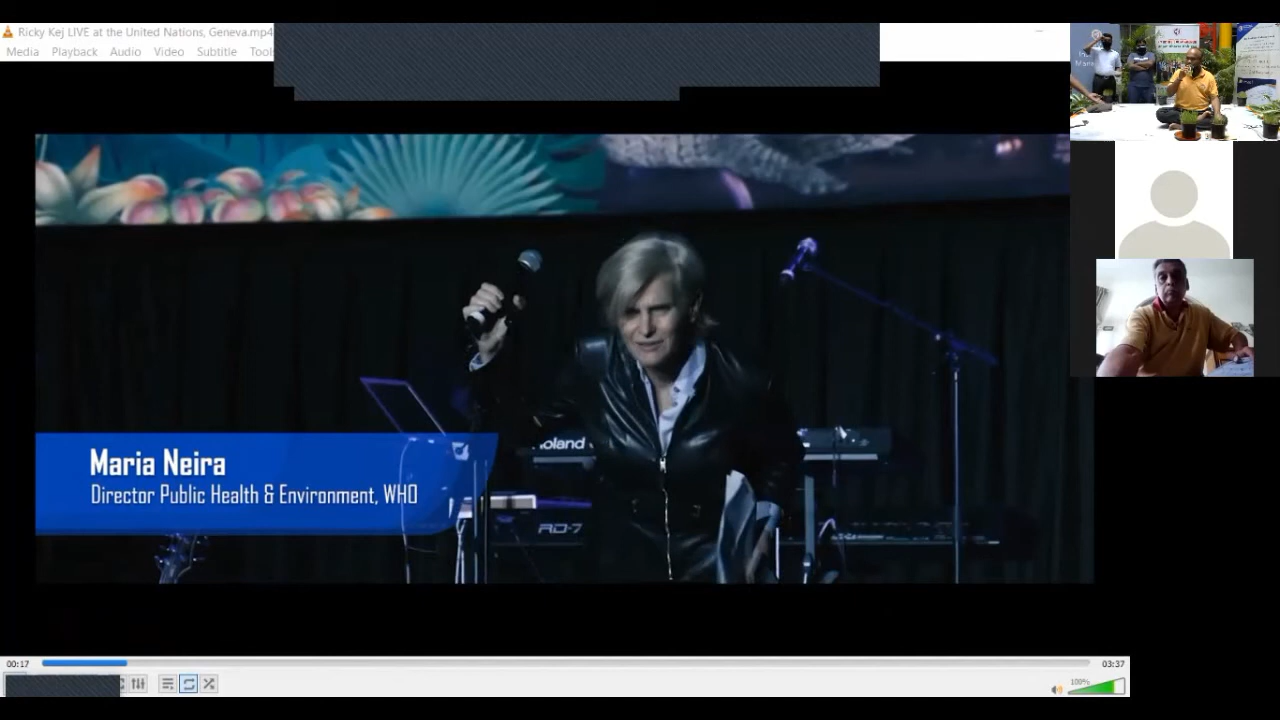 Ricky Kej LIVE at the United Nations, Geneva.mp4
Media Playback Audio Video Subtitle Tools
Maria Neira
Director Public Health & Environment, WHO
Roland
RD-7
00:17
03:37
100%